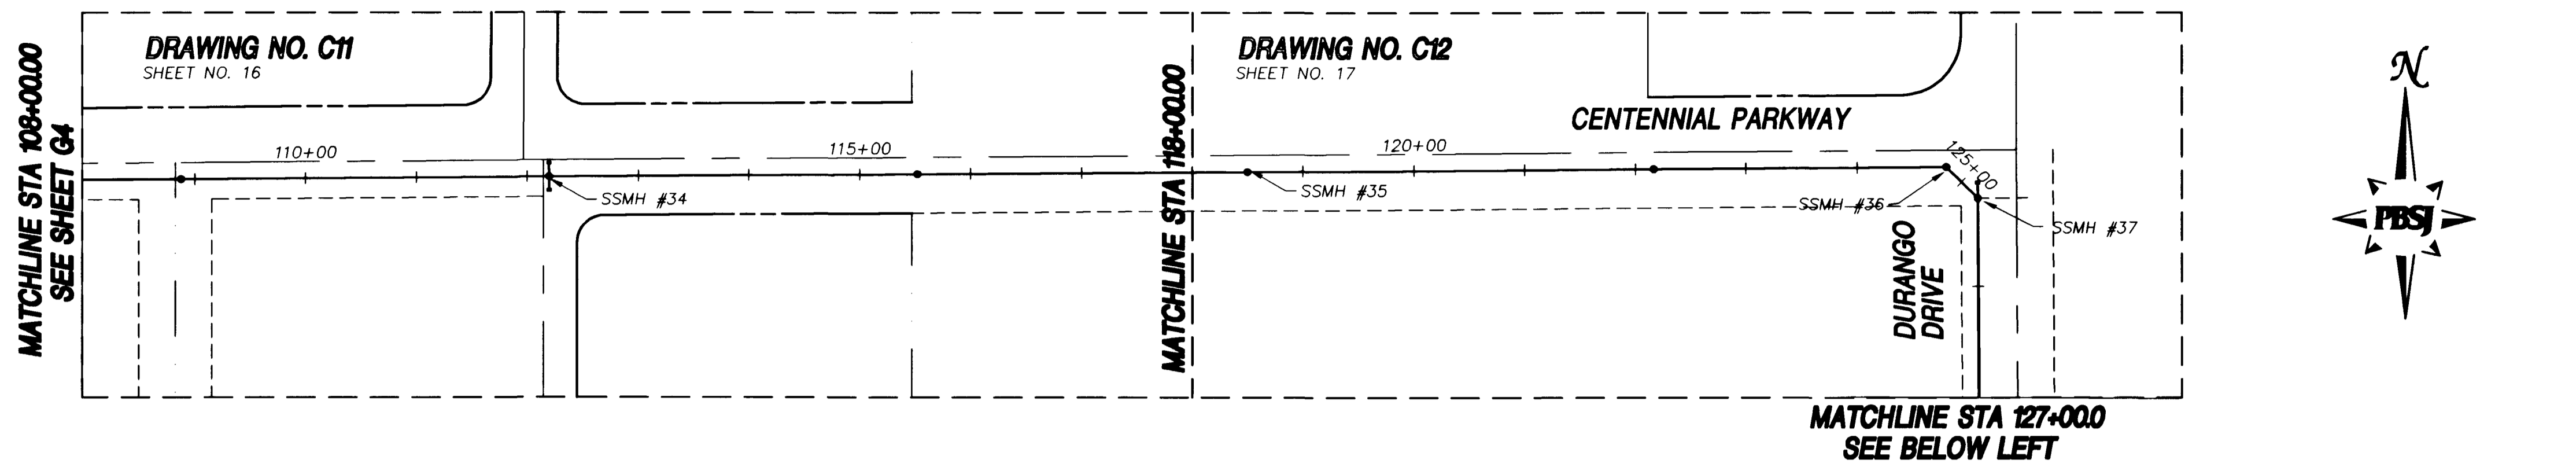 MATCHLINE STA 108+00.00
SEE SHEET G4
DRAWING NO. C11
SHEET NO. 16
110+00
SSMH #34
115+00
MATCHLINE STA 118+00.00
DRAWING NO. C12
SHEET NO. 17
CENTENNIAL PARKWAY
120+00
SSMH #35
125+00
SSMH #36
SSMH #37
DURANGO
DRIVE
MATCHLINE STA 127+00.0
SEE BELOW LEFT
N
PBSJ